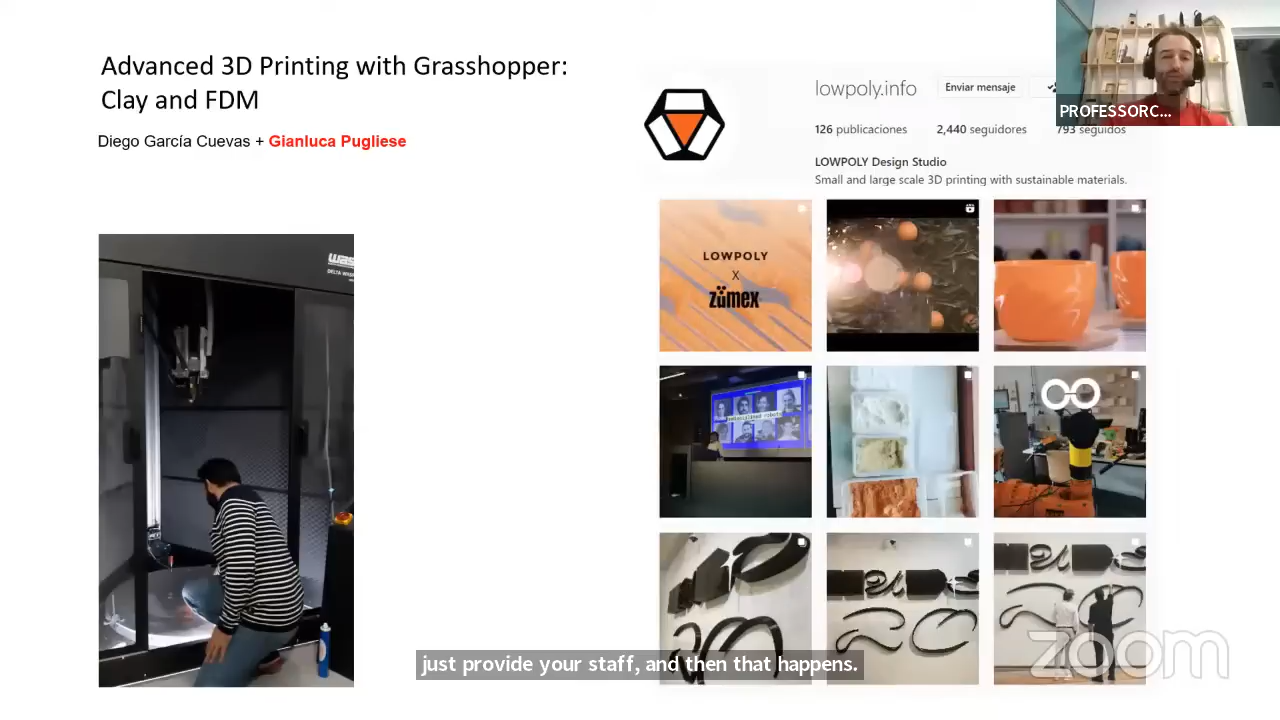 Advanced 3D Printing with Grasshopper:
Clay and FDM
Diego García Cuevas + Gianluca Pugliese
lowpoly.info
Enviar mensaje
126 publicaciones
2,440 seguidores
793 seguidos
LOWPOLY Design Studio
Small and large scale 3D printing with sustainable materials.
PROFESSORC...
LOWPOLY
X
zümex
just provide your staff, and then that happens.
zoom